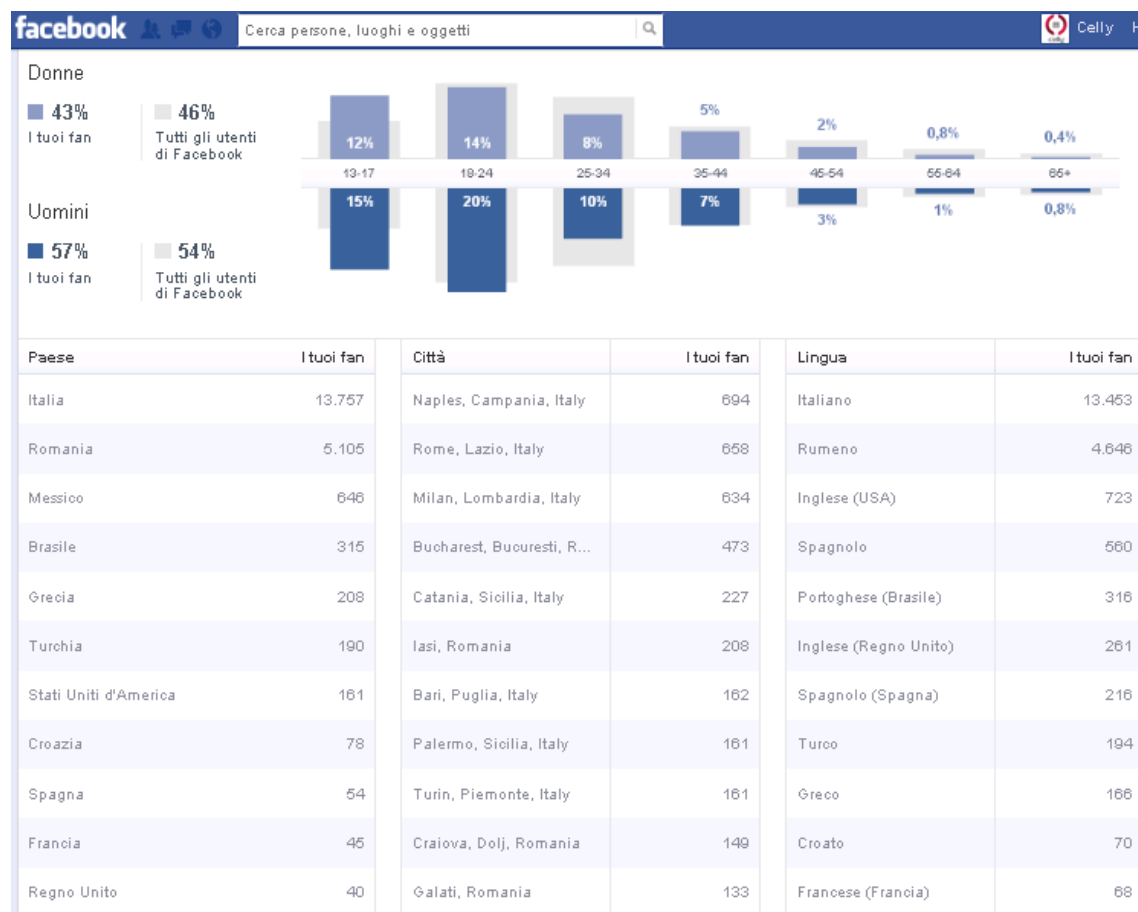 facebook
Cerca persone, luoghi e oggetti
Celly
Donne
43%
I tuoi fan
46%
Tutti gli utenti
di Facebook
12% 14% 8% 5% 2% 0,8% 0,4%
13-17 18-24 25-34 35-44 45-54 55-64 65+
15% 20% 10% 7% 3% 1% 0,8%
Uomini
57%
I tuoi fan
54%
Tutti gli utenti
di Facebook
Paese I tuoi fan Città I tuoi fan Lingua I tuoi fan
Italia 13.757 Naples, Campania, Italy 694 Italiano 13.453
Romania 5.105 Rome, Lazio, Italy 658 Rumeno 4.646
Messico 646 Milan, Lombardia, Italy 634 Inglese (USA) 723
Brasile 315 Bucharest, Bucuresti, R... 473 Spagnolo 560
Grecia 208 Catania, Sicilia, Italy 227 Portoghese (Brasile) 316
Turchia 190 Iasi, Romania 208 Inglese (Regno Unito) 261
Stati Uniti d'America 161 Bari, Puglia, Italy 162 Spagnolo (Spagna) 216
Croazia 78 Palermo, Sicilia, Italy 161 Turco 194
Spagna 54 Turin, Piemonte, Italy 161 Greco 166
Francia 45 Craiova, Dolj, Romania 149 Croato 70
Regno Unito 40 Galati, Romania 133 Francese (Francia) 68